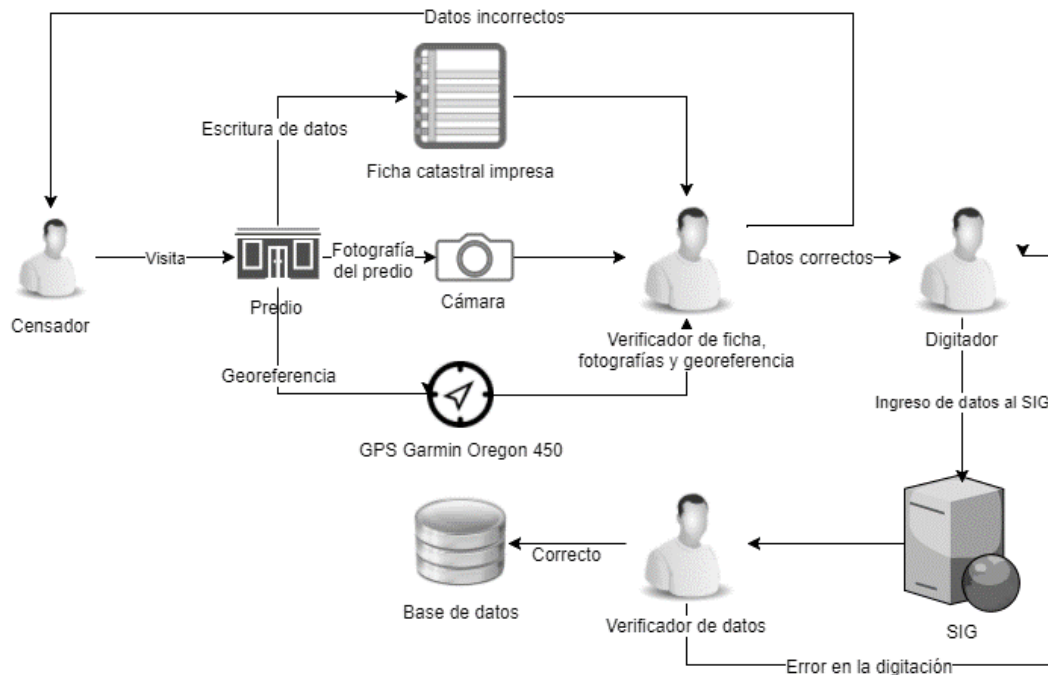 Datos incorrectos
Escritura de datos
Ficha catastral impresa
Visita
Fotografía
del predio
Datos correctos
Censador
Predio
Cámara
Verificador de ficha,
fotografías y georeferencia
Digitador
Georeferencia
GPS Garmin Oregon 450
Ingreso de datos al SIG
Correcto
Base de datos
Verificador de datos
SIG
Error en la digitación